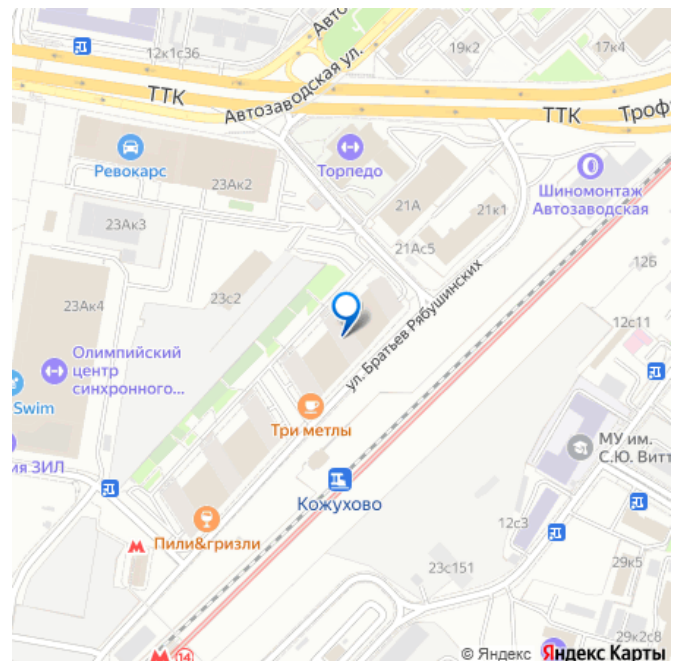 Авто
12к1с36
19к2
17к4
Автозаводская ул.
ТТК
ТТК
Троф
Ревокарс
Торпедо
23Ак2
Шиномонтаж
Автозаводская
21А
21к1
23Ак3
21Ас5
12Б
23Ак4
23с2
ул. Братьев Рябушинских
12с11
Олимпийский
центр
синхронного...
Swim
Три метлы
МУ им.
С.Ю. Витт
ия ЗИЛ
Кожухово
Пили&гризли
12с3
23с151
29к5
29к2с8
14
© Яндекс
Яндекс Карты